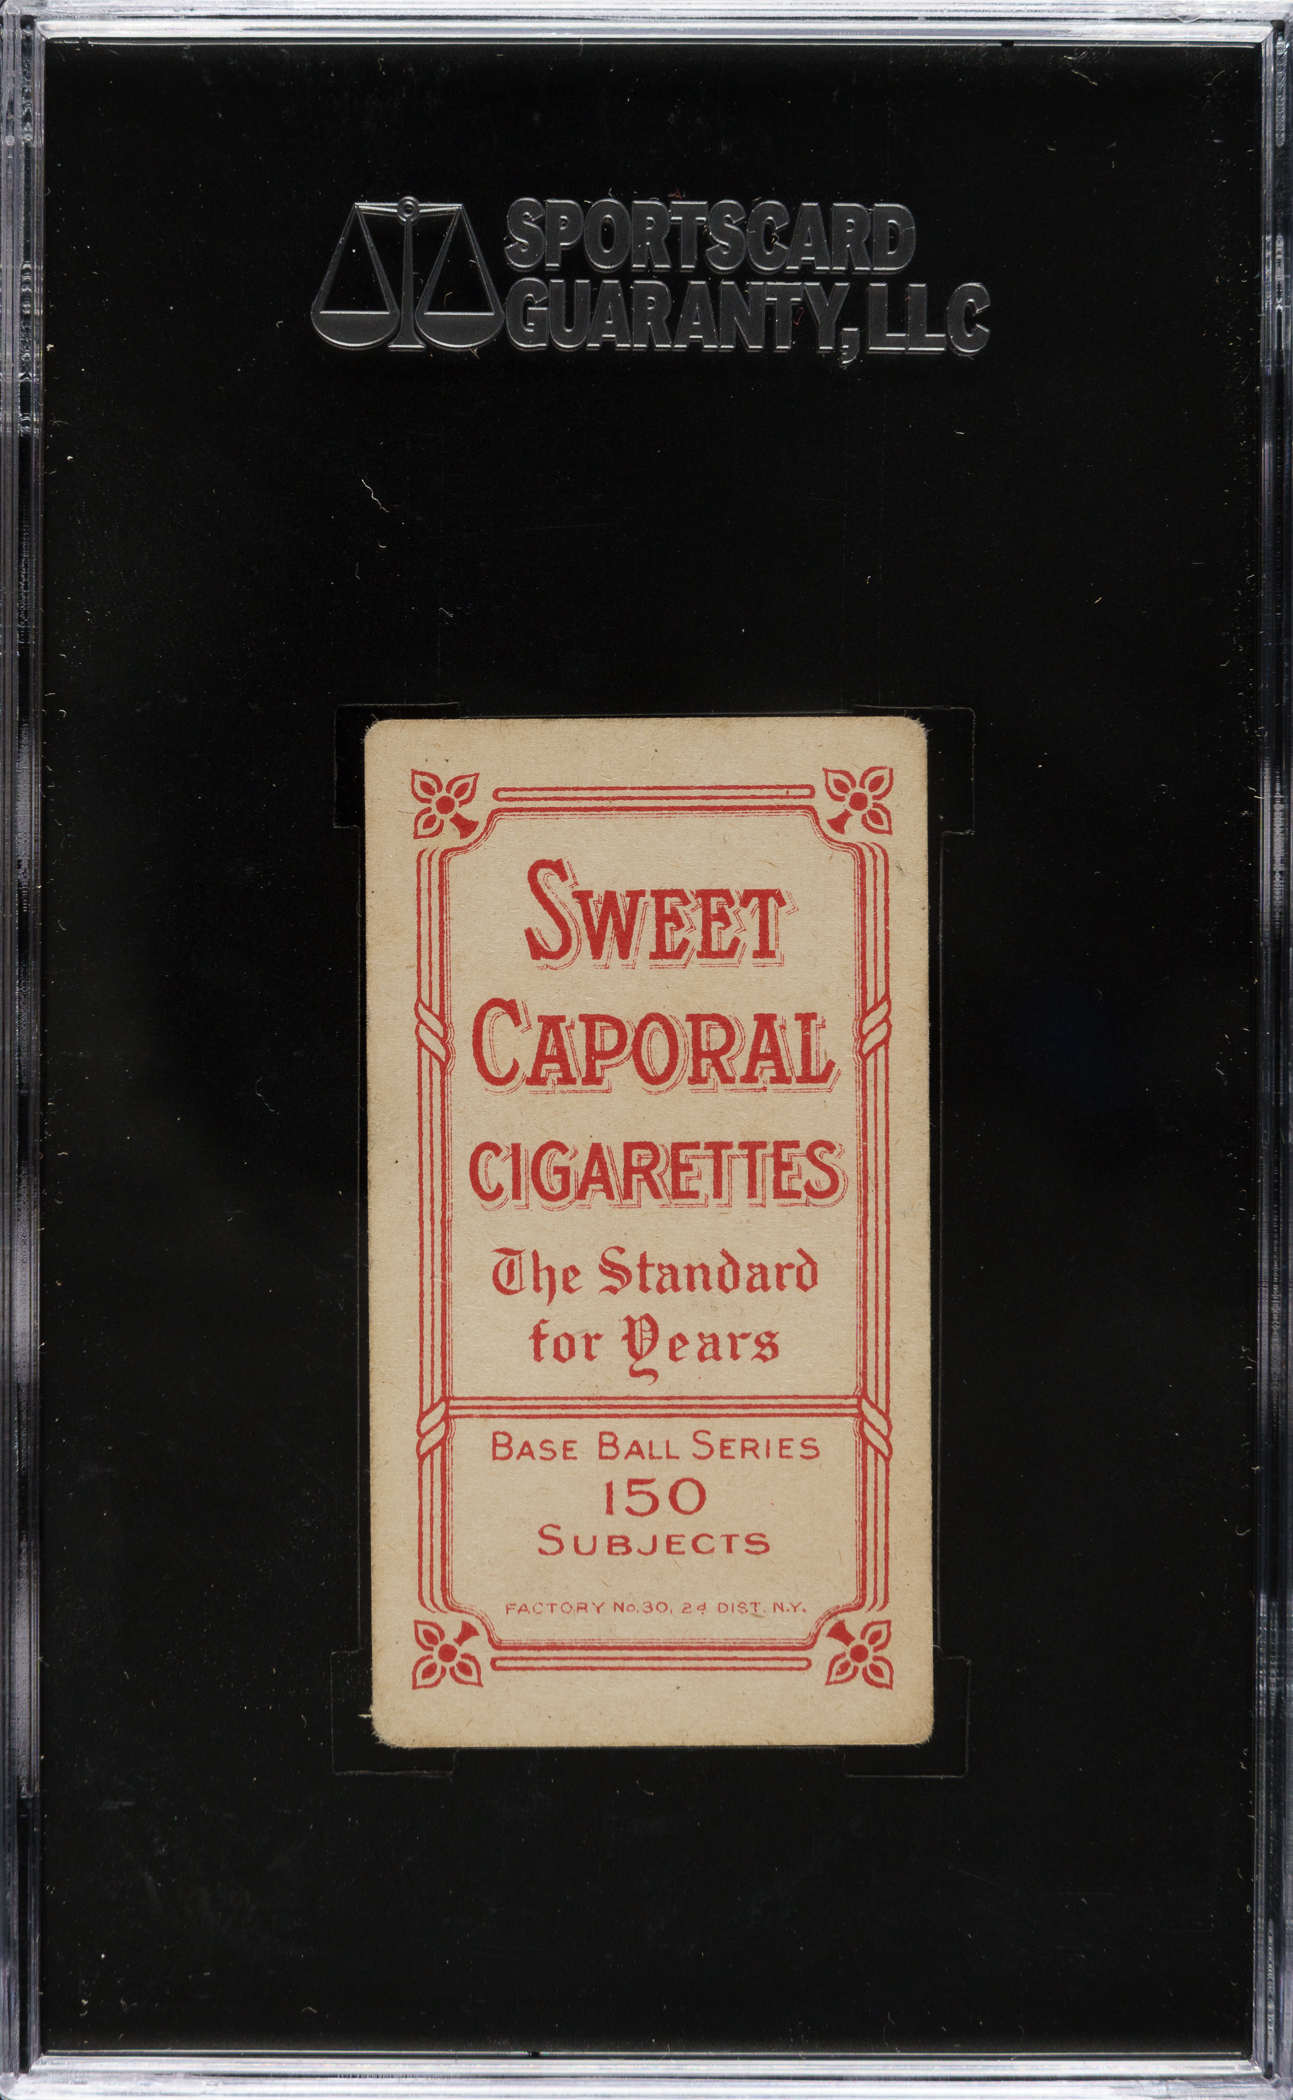 SPORTSCARD
GUARANTY, LLC
SWEET
CAPORAL
CIGARETTES
The Standard
for Years
BASE BALL SERIES
150
SUBJECTS
FACTORY No. 30, 2d DIST. N.Y.